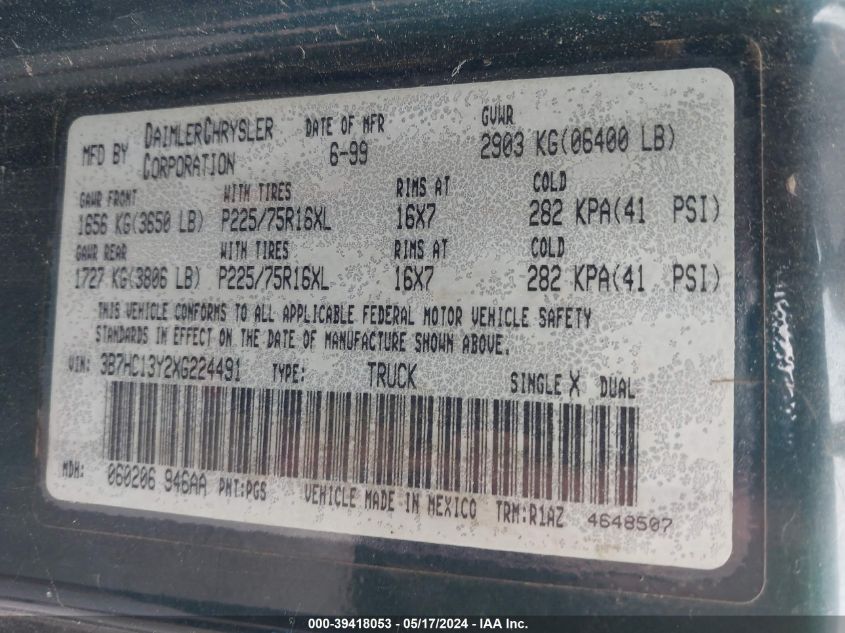 MFD BY DAIMLERCHRYSLER CORPORATION DATE OF MFR 6-99 GVWR 2903 KG(06400 LB)
GAWR FRONT WITH TIRES RIMS AT COLD
1656 KG(3650 LB) P225/75R16XL 16X7 282 KPA(41 PSI)
GAWR REAR WITH TIRES RIMS AT COLD
1727 KG(3806 LB) P225/75R16XL 16X7 282 KPA(41 PSI)
THIS VEHICLE CONFORMS TO ALL APPLICABLE FEDERAL MOTOR VEHICLE SAFETY
STANDARDS IN EFFECT ON THE DATE OF MANUFACTURE SHOWN ABOVE.
VIN: 3B7HC13Y2XG224491 TYPE: TRUCK SINGLE X DUAL
MDH: 060206 946AA PNT:PGS VEHICLE MADE IN MEXICO TRM:R1AZ 4648507
000-39418053 - 05/17/2024 - IAA Inc.